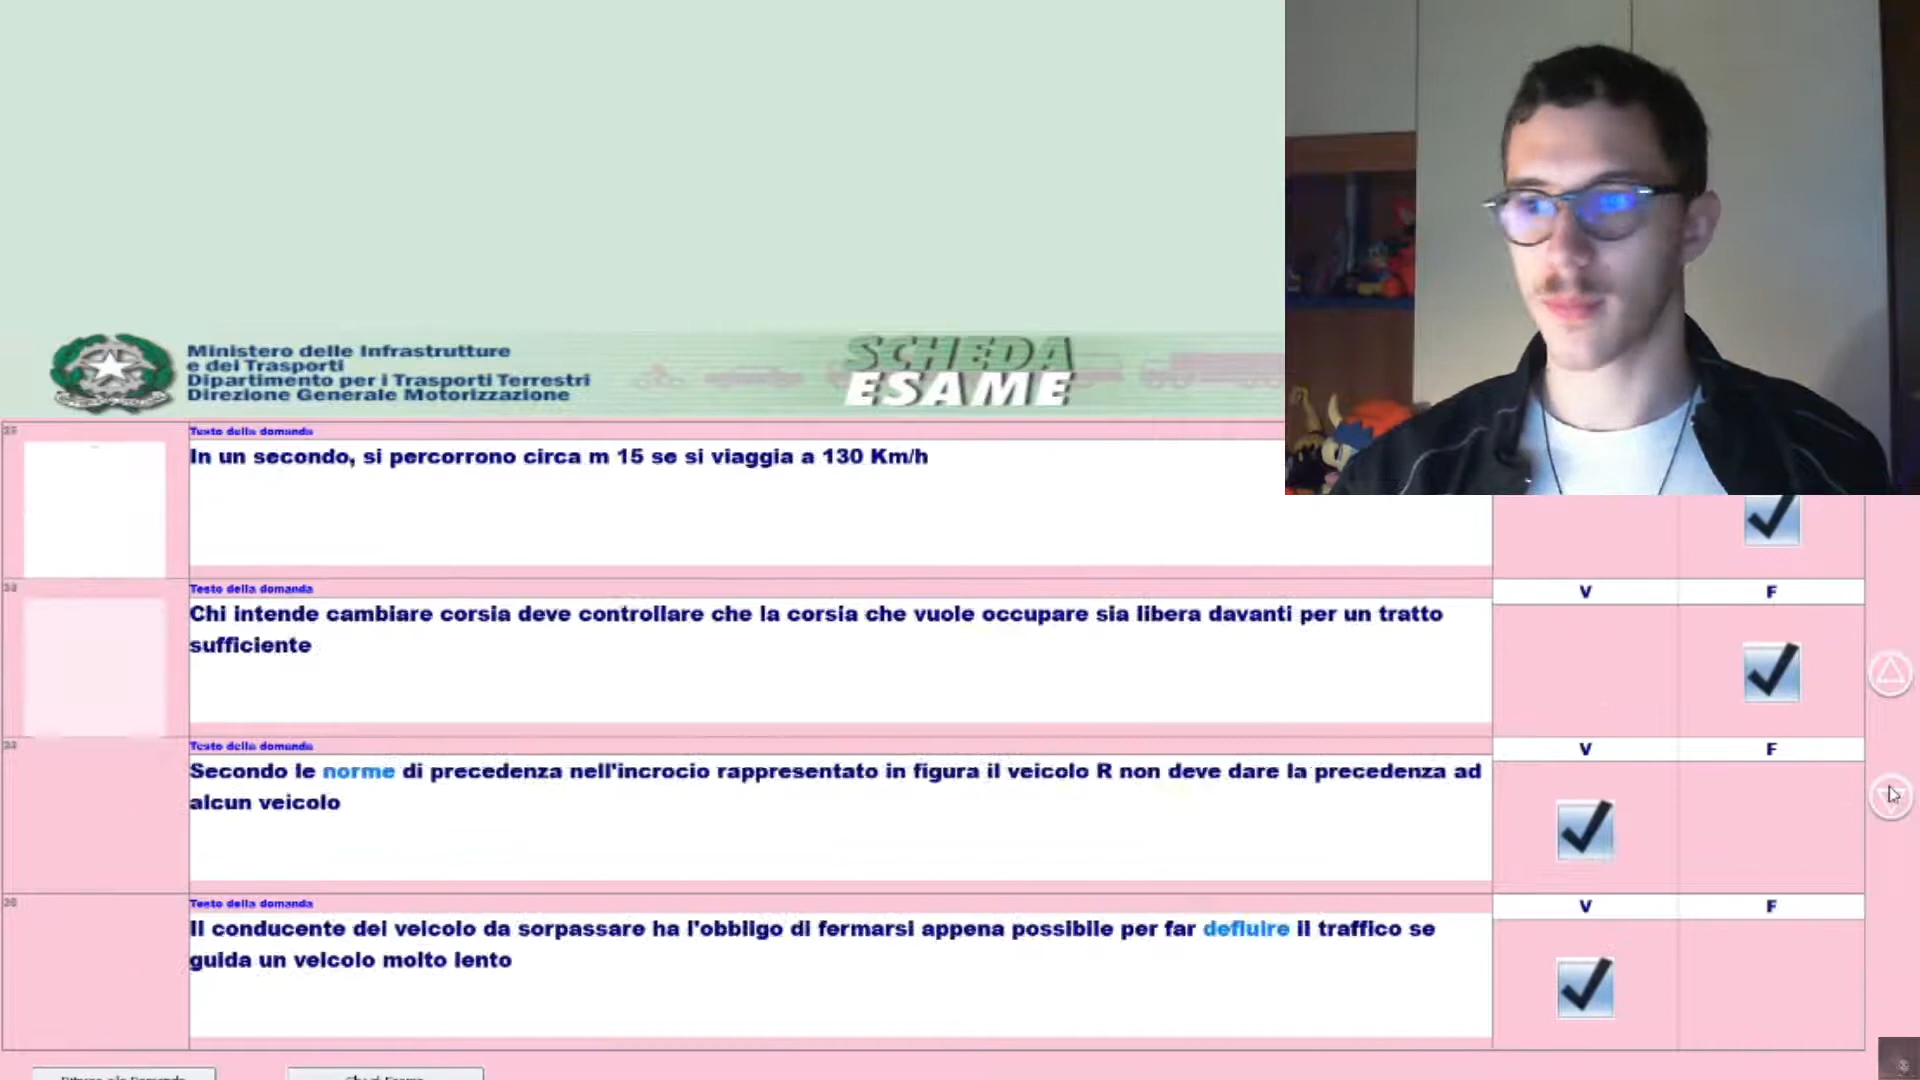 Ministero delle Infrastrutture
e dei Trasporti
Dipartimento per i Trasporti Terrestri
Direzione Generale Motorizzazione
SCHEDA
ESAME
Testo della domanda
In un secondo, si percorrono circa m 15 se si viaggia a 130 Km/h
Testo della domanda
V F
Chi intende cambiare corsia deve controllare che la corsia che vuole occupare sia libera davanti per un tratto
sufficiente
Testo della domanda
V F
Secondo le norme di precedenza nell'incrocio rappresentato in figura il veicolo R non deve dare la precedenza ad
alcun veicolo
Testo della domanda
V F
Il conducente del veicolo da sorpassare ha l'obbligo di fermarsi appena possibile per far defluire il traffico se
guida un veicolo molto lento